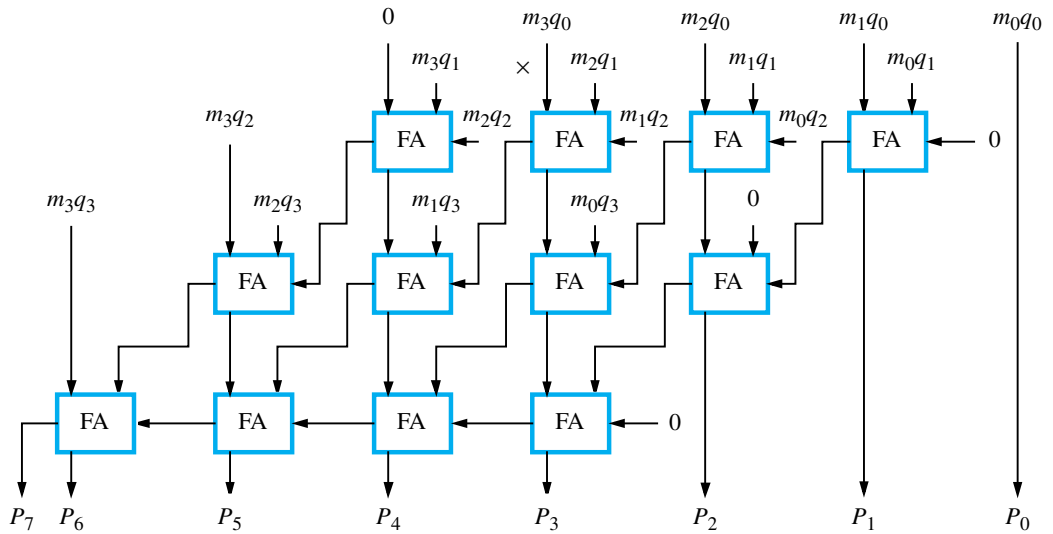 0 m₃q₀ m₂q₀ m₁q₀ m₀q₀
m₃q₁ × m₂q₁ m₁q₁ m₀q₁
m₃q₂ FA m₂q₂ FA m₁q₂ FA m₀q₂ FA 0
m₃q₃ m₂q₃ m₁q₃ m₀q₃ 0
FA FA FA FA
FA FA FA FA 0
P₇ P₆ P₅ P₄ P₃ P₂ P₁ P₀